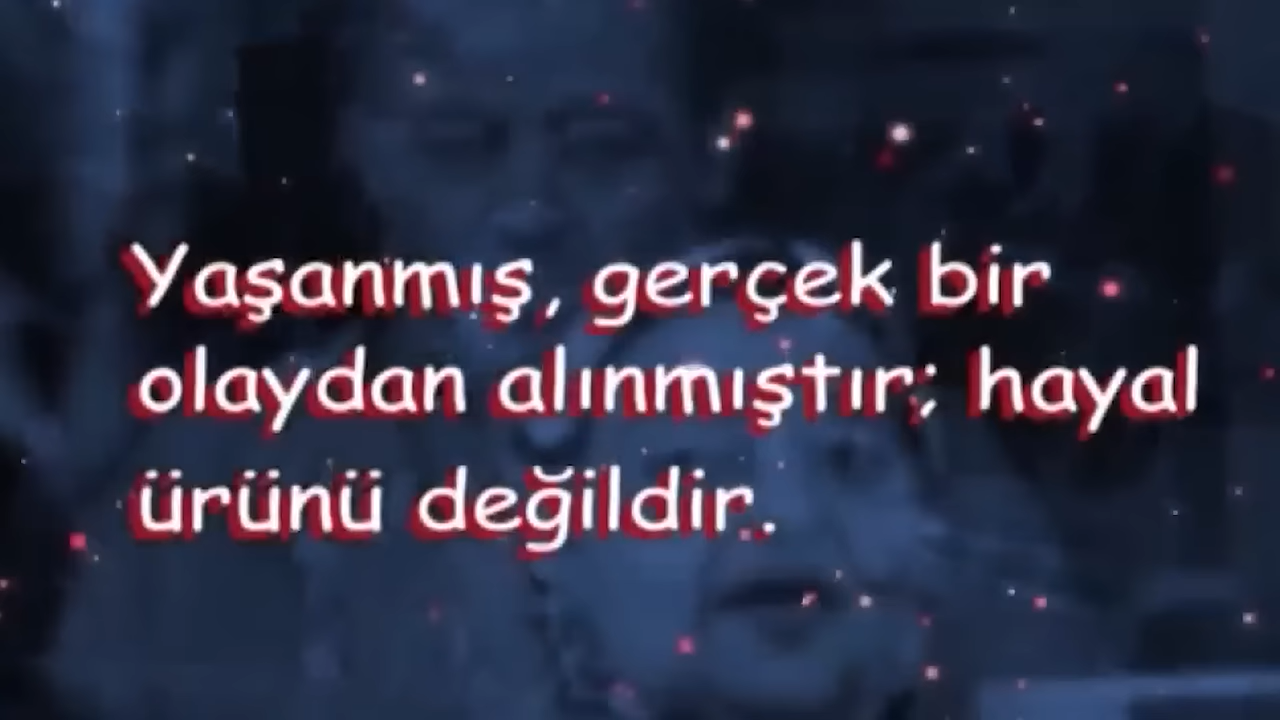 Yaşanmış, gerçek bir
olaydan alınmıştır; hayal
ürünü değildir.